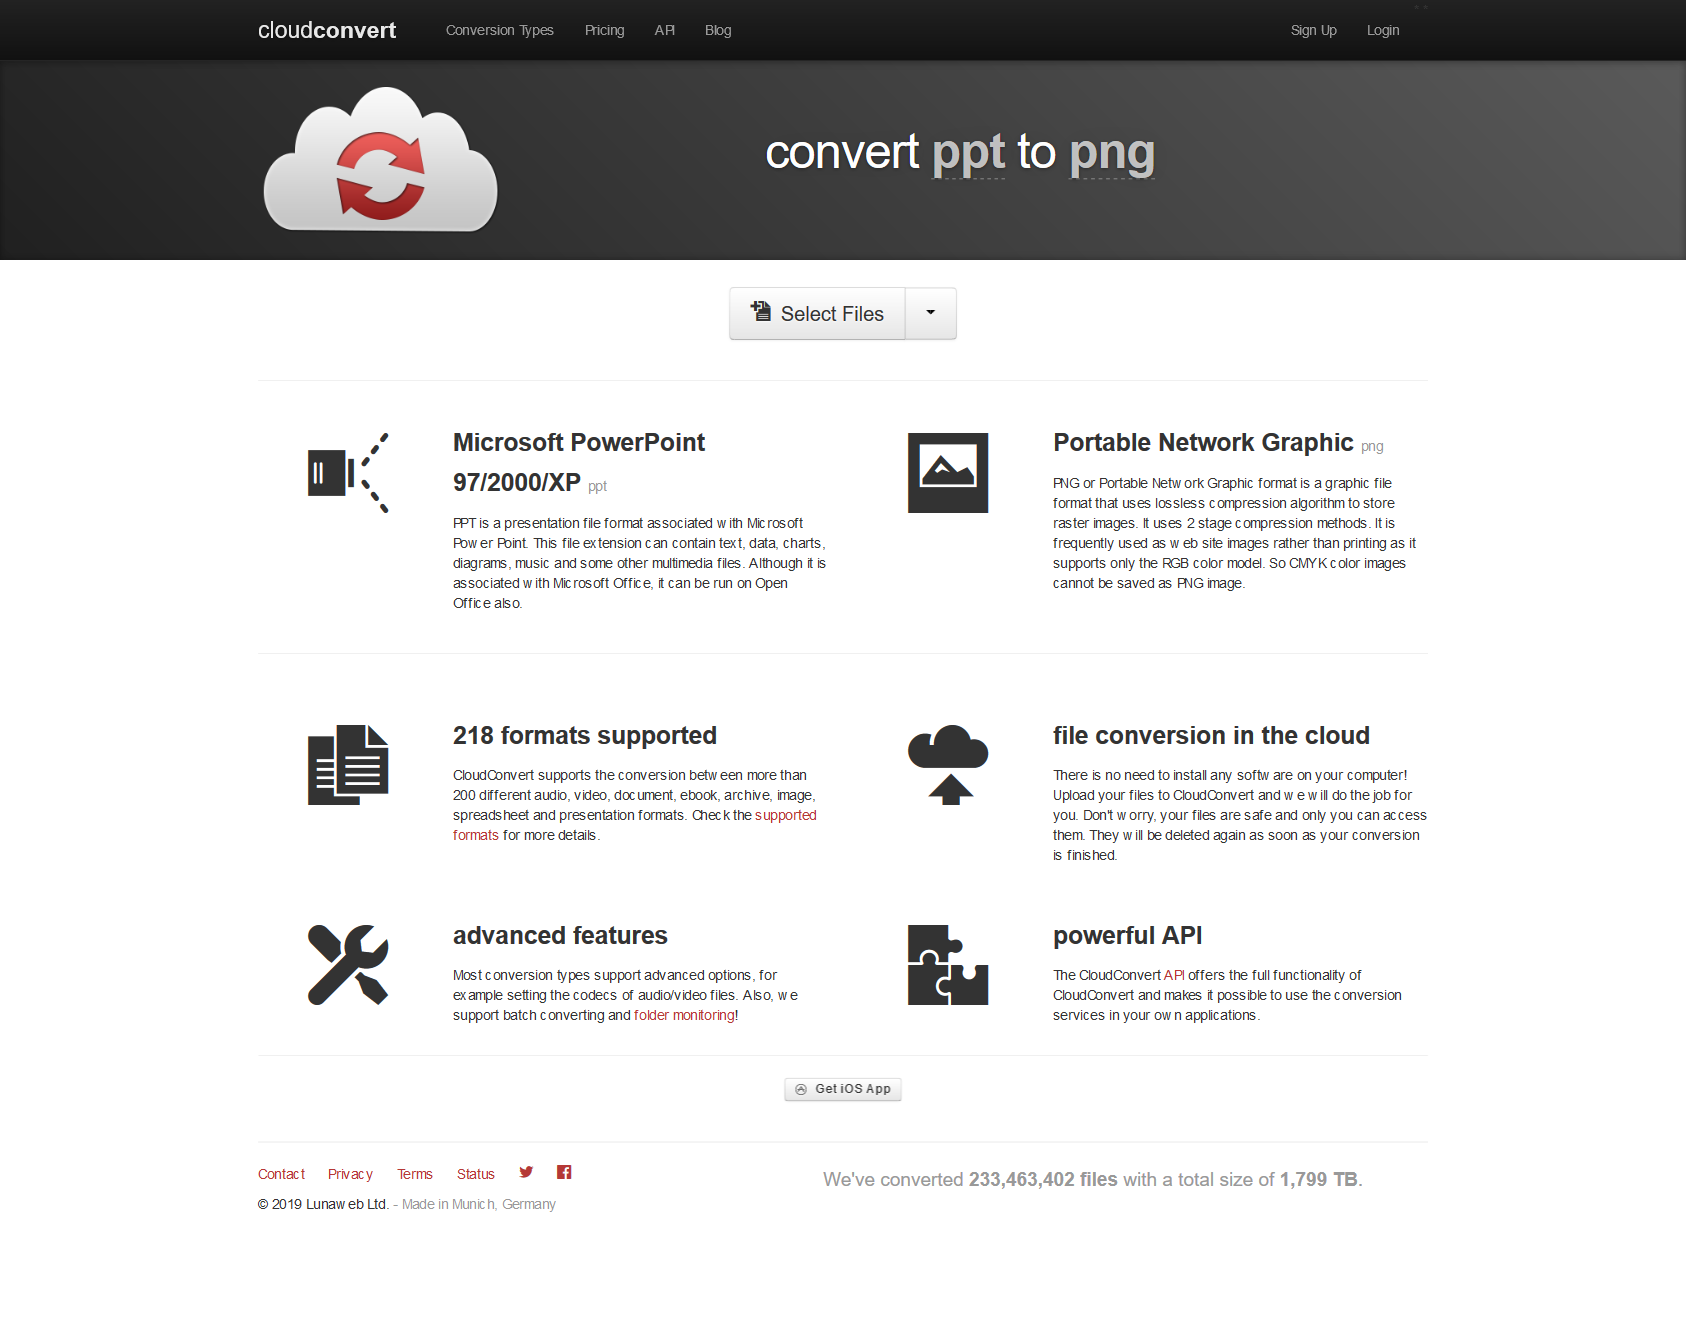 cloudconvert Conversion Types Pricing API Blog Sign Up Login
convert ppt to png
Select Files
Microsoft PowerPoint
97/2000/XP ppt
PPT is a presentation file format associated with Microsoft
Power Point. This file extension can contain text, data, charts,
diagrams, music and some other multimedia files. Although it is
associated with Microsoft Office, it can be run on Open
Office also.
Portable Network Graphic png
PNG or Portable Network Graphic format is a graphic file
format that uses lossless compression algorithm to store
raster images. It uses 2 stage compression methods. It is
frequently used as web site images rather than printing as it
supports only the RGB color model. So CMYK color images
cannot be saved as PNG image.
218 formats supported
CloudConvert supports the conversion between more than
200 different audio, video, document, ebook, archive, image,
spreadsheet and presentation formats. Check the supported
formats for more details.
file conversion in the cloud
There is no need to install any software on your computer!
Upload your files to CloudConvert and we will do the job for
you. Don't worry, your files are safe and only you can access
them. They will be deleted again as soon as your conversion
is finished.
advanced features
Most conversion types support advanced options, for
example setting the codecs of audio/video files. Also, we
support batch converting and folder monitoring!
powerful API
The CloudConvert API offers the full functionality of
CloudConvert and makes it possible to use the conversion
services in your own applications.
Get iOS App
Contact Privacy Terms Status
© 2019 Lunaweb Ltd. - Made in Munich, Germany
We've converted 233,463,402 files with a total size of 1,799 TB.